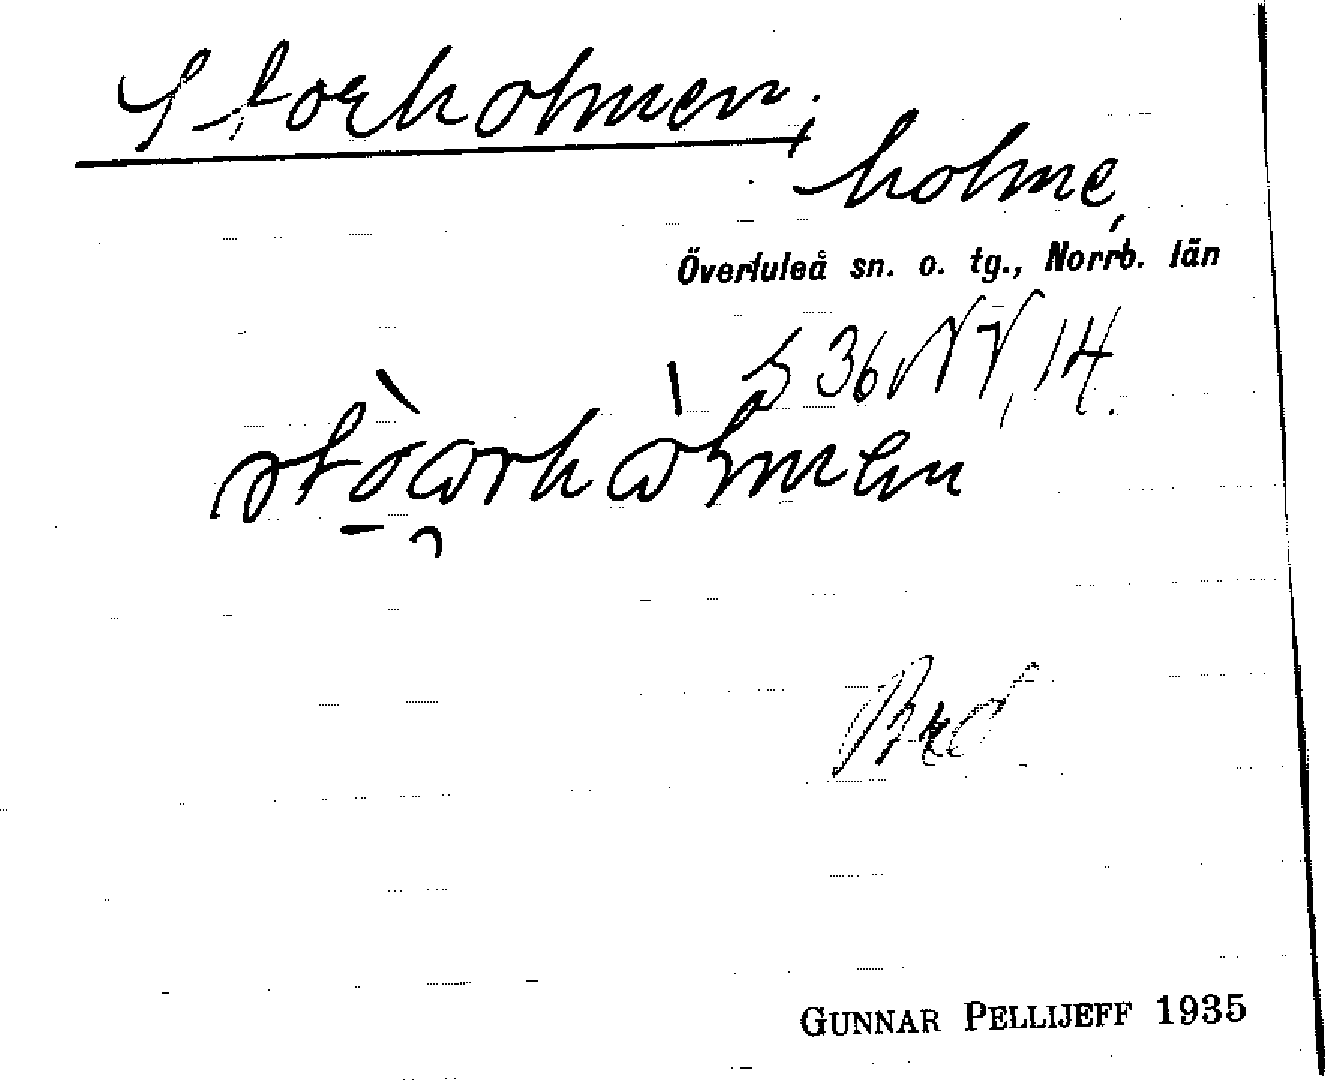 Storholmen,
holme,
Överluleå sn. o. tg., Norrb. län
S 36 NV, 14.
GUNNAR PELLIJEFF 1935